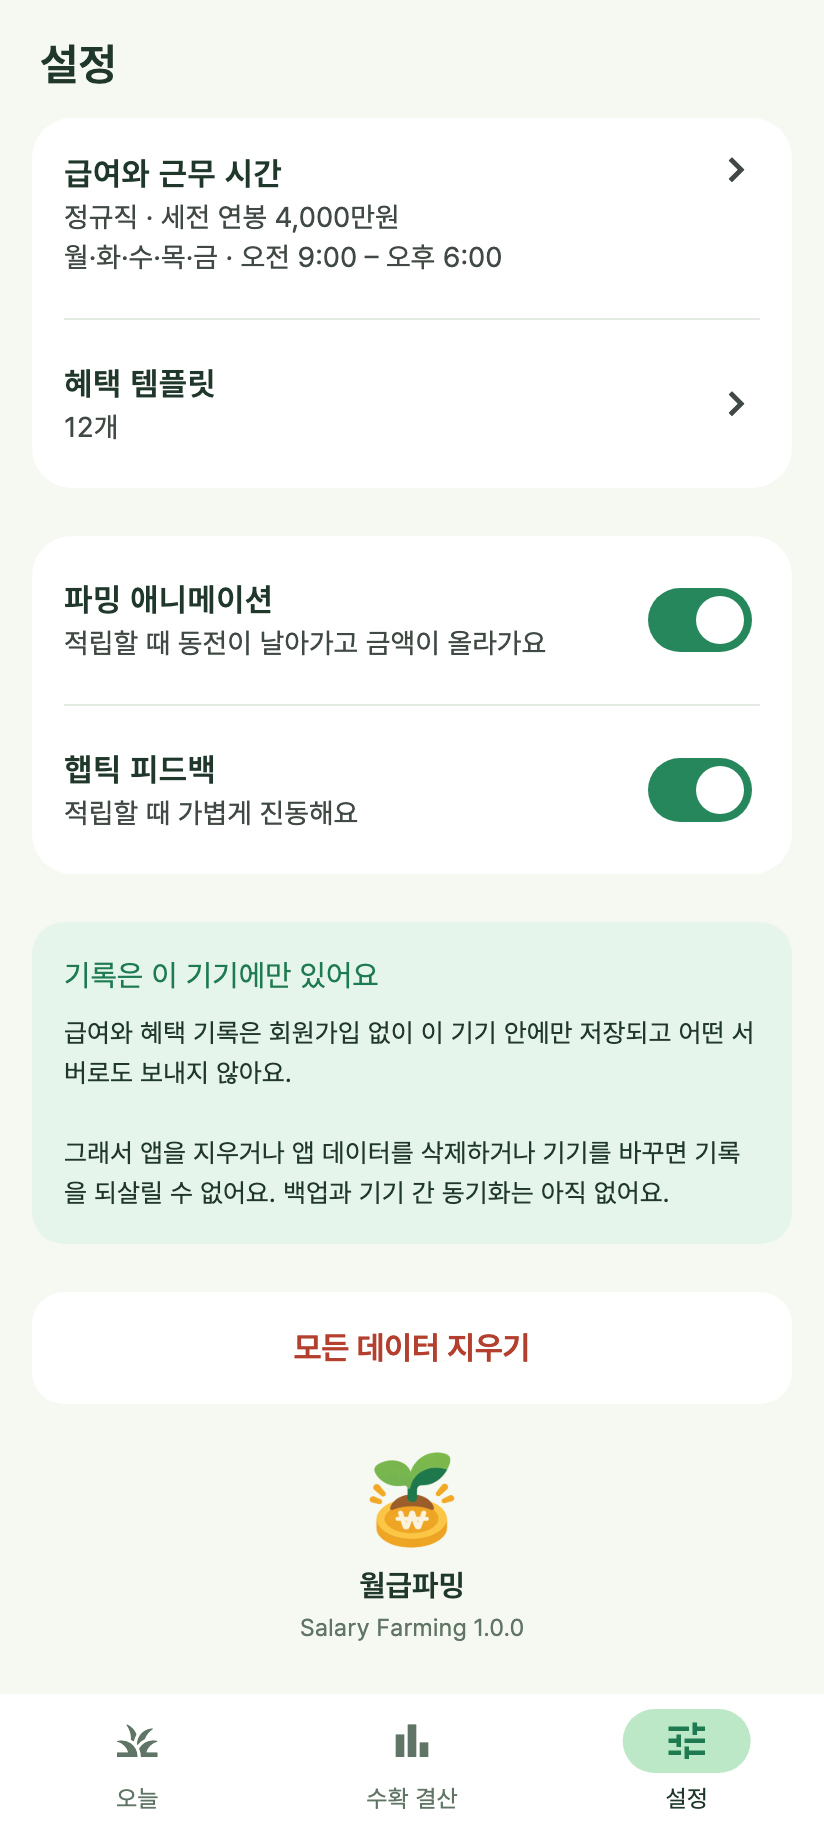 설정
급여와 근무 시간
정규직 · 세전 연봉 4,000만원
월·화·수·목·금 · 오전 9:00 – 오후 6:00
혜택 템플릿
12개
파밍 애니메이션
적립할 때 동전이 날아가고 금액이 올라가요
햅틱 피드백
적립할 때 가볍게 진동해요
기록은 이 기기에만 있어요
급여와 혜택 기록은 회원가입 없이 이 기기 안에만 저장되고 어떤 서
버로도 보내지 않아요.
그래서 앱을 지우거나 앱 데이터를 삭제하거나 기기를 바꾸면 기록
을 되살릴 수 없어요. 백업과 기기 간 동기화는 아직 없어요.
모든 데이터 지우기
₩
월급파밍
Salary Farming 1.0.0
오늘
수확 결산
설정